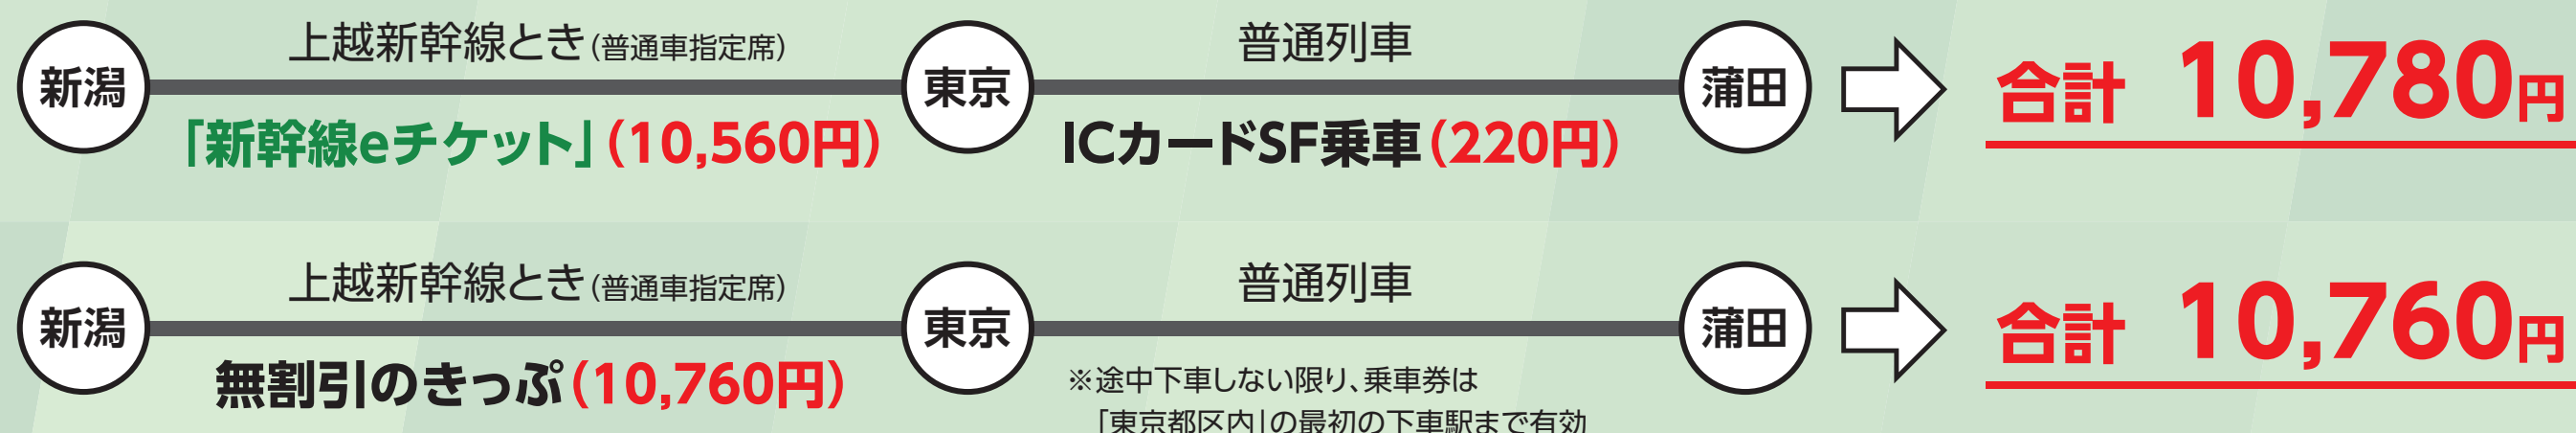 上越新幹線とき（普通車指定席） 普通列車
新潟 東京 蒲田 合計 10,780円
「新幹線eチケット」（10,560円） ICカードSF乗車（220円）
上越新幹線とき（普通車指定席） 普通列車
新潟 東京 蒲田 合計 10,760円
無割引のきっぷ（10,760円） ※途中下車しない限り、乗車券は
「東京都区内」の最初の下車駅まで有効